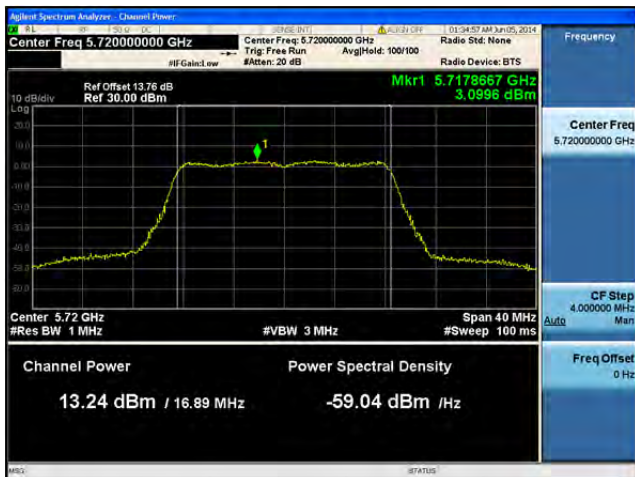 Agilent Spectrum Analyzer - Channel Power
RL RF 50 Ω DC SENSE:INT ALIGN OFF 01:34:57 AM Jun 05, 2014
Center Freq 5.720000000 GHz
Center Freq: 5.720000000 GHz
Radio Std: None
Trig: Free Run Avg|Hold: 100/100
#IFGain:Low #Atten: 20 dB Radio Device: BTS
Frequency
Mkr1 5.7178667 GHz
3.0996 dBm
Ref Offset 13.76 dB
10 dB/div Ref 30.00 dBm
Log
20.0
10.0
0.00
-10.0
-20.0
-30.0
-40.0
-50.0
-60.0
1
Center 5.72 GHz Span 40 MHz
#Res BW 1 MHz #VBW 3 MHz #Sweep 100 ms
Channel Power
Power Spectral Density
13.24 dBm / 16.89 MHz
-59.04 dBm /Hz
Center Freq
5.720000000 GHz
CF Step
4.000000 MHz
Auto Man
Freq Offset
0 Hz
MSG STATUS